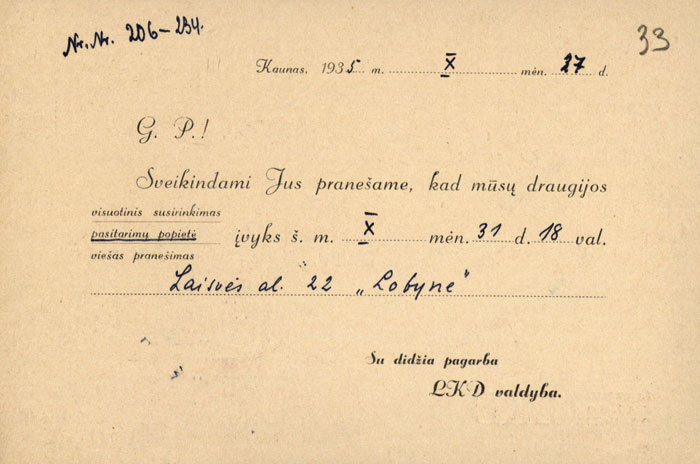 Nr. Nr. 206–234.
33
Kaunas, 1935 m. X mėn. 27 d.
G. P.!
Sveikindami Jus pranešame, kad mūsų draugijos
visuotinis susirinkimas
pasitarimų popietė
viešas pranešimas
įvyks š. m. X mėn. 31 d. 18 val.
Laisvės al. 22 „Lobyne"
Su didžia pagarba
LKD valdyba.